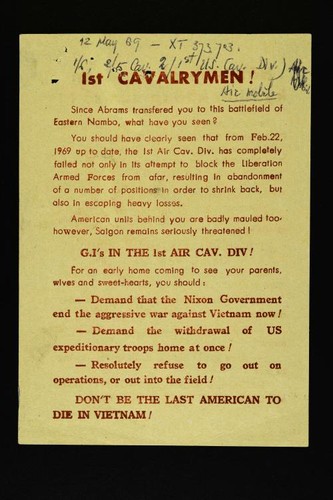 12 May 69 - XT 373783.
1/C, 2/5 Cav. 2/1st U.S. Cav. Div.)
Air mobile
1st CAVALRYMEN !
Since Abrams transfered you to this battlefield of
Eastern Nambo, what have you seen ?
You should have clearly seen that from Feb.22,
1969 up to date, the 1st Air Cav. Div. has completely
failed not only in its attempt to block the Liberation
Armed Forces from afar, resulting in abandonment
of a number of positions in order to shrink back, but
also in escaping heavy losses.
American units behind you are badly mauled too.
however, Saigon remains seriously threatened !
G.I's IN THE 1st AIR CAV. DIV !
For an early home coming to see your parents,
wives and sweet-hearts, you should :
— Demand that the Nixon Government
end the aggressive war against Vietnam now !
— Demand the withdrawal of US
expeditionary troops home at once !
— Resolutely refuse to go out on
operations, or out into the field !
DON'T BE THE LAST AMERICAN TO
DIE IN VIETNAM !